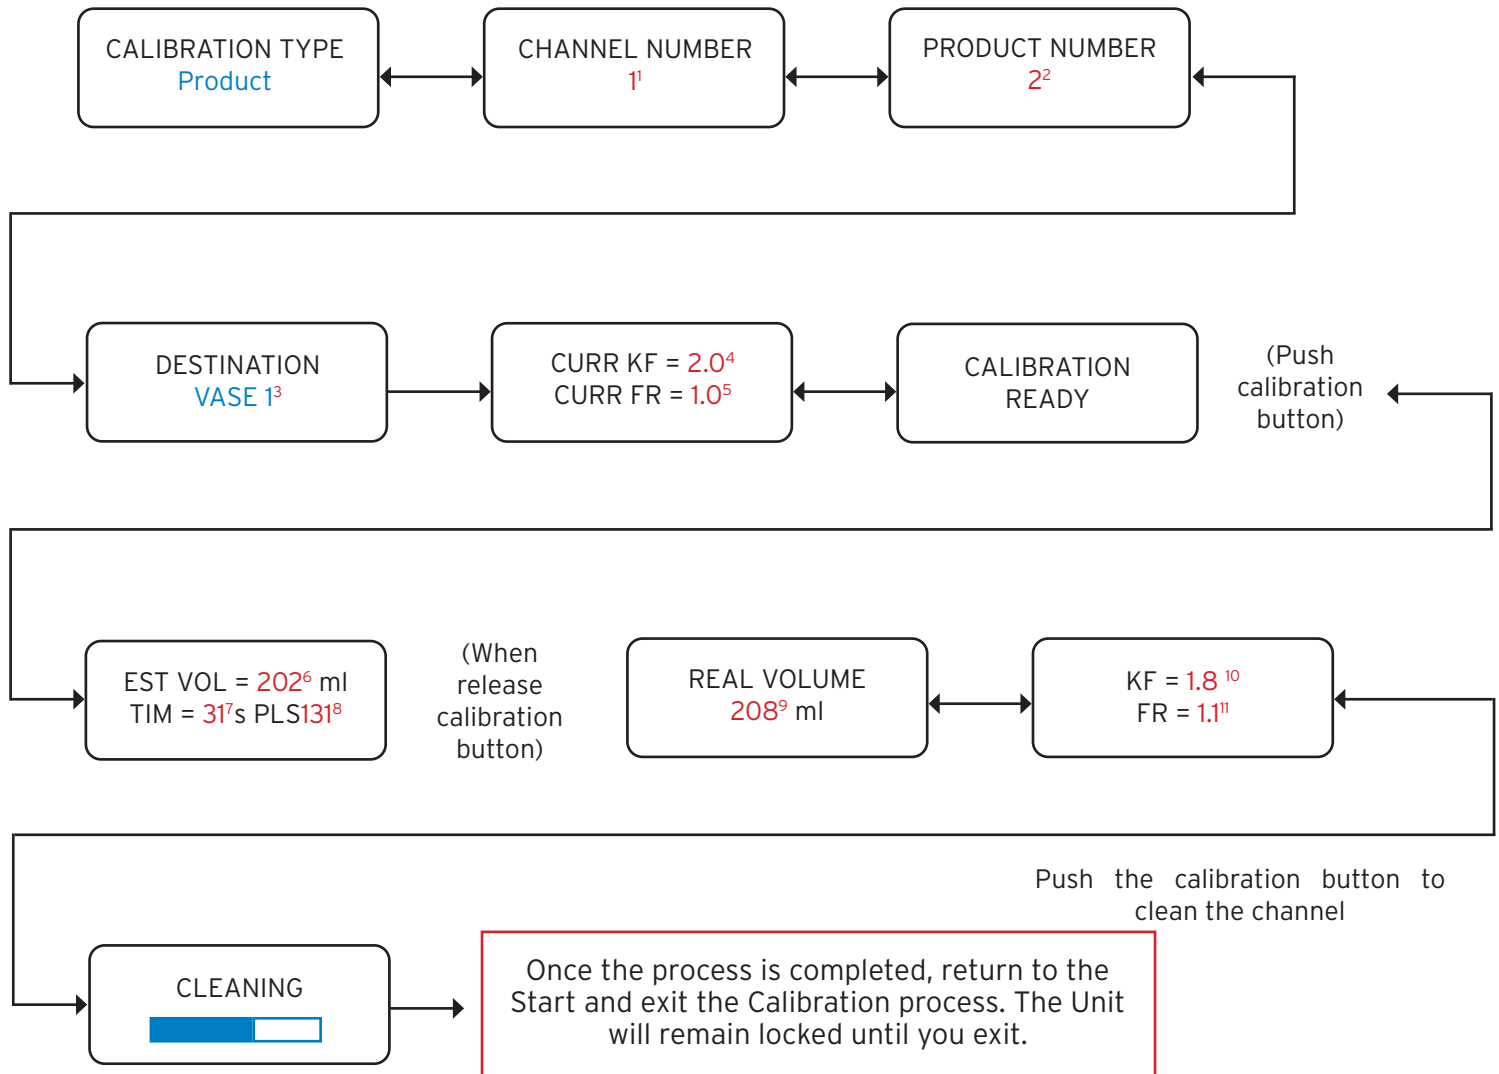 CALIBRATION TYPE
Product
CHANNEL NUMBER
1¹
PRODUCT NUMBER
2²
DESTINATION
VASE 1³
CURR KF = 2.0⁴
CURR FR = 1.0⁵
CALIBRATION
READY
(Push
calibration
button)
EST VOL = 202⁶ ml
TIM = 31⁷s PLS131⁸
(When
release
calibration
button)
REAL VOLUME
208⁹ ml
KF = 1.8 ¹⁰
FR = 1.1¹¹
Push the calibration button to
clean the channel
CLEANING
Once the process is completed, return to the
Start and exit the Calibration process. The Unit
will remain locked until you exit.